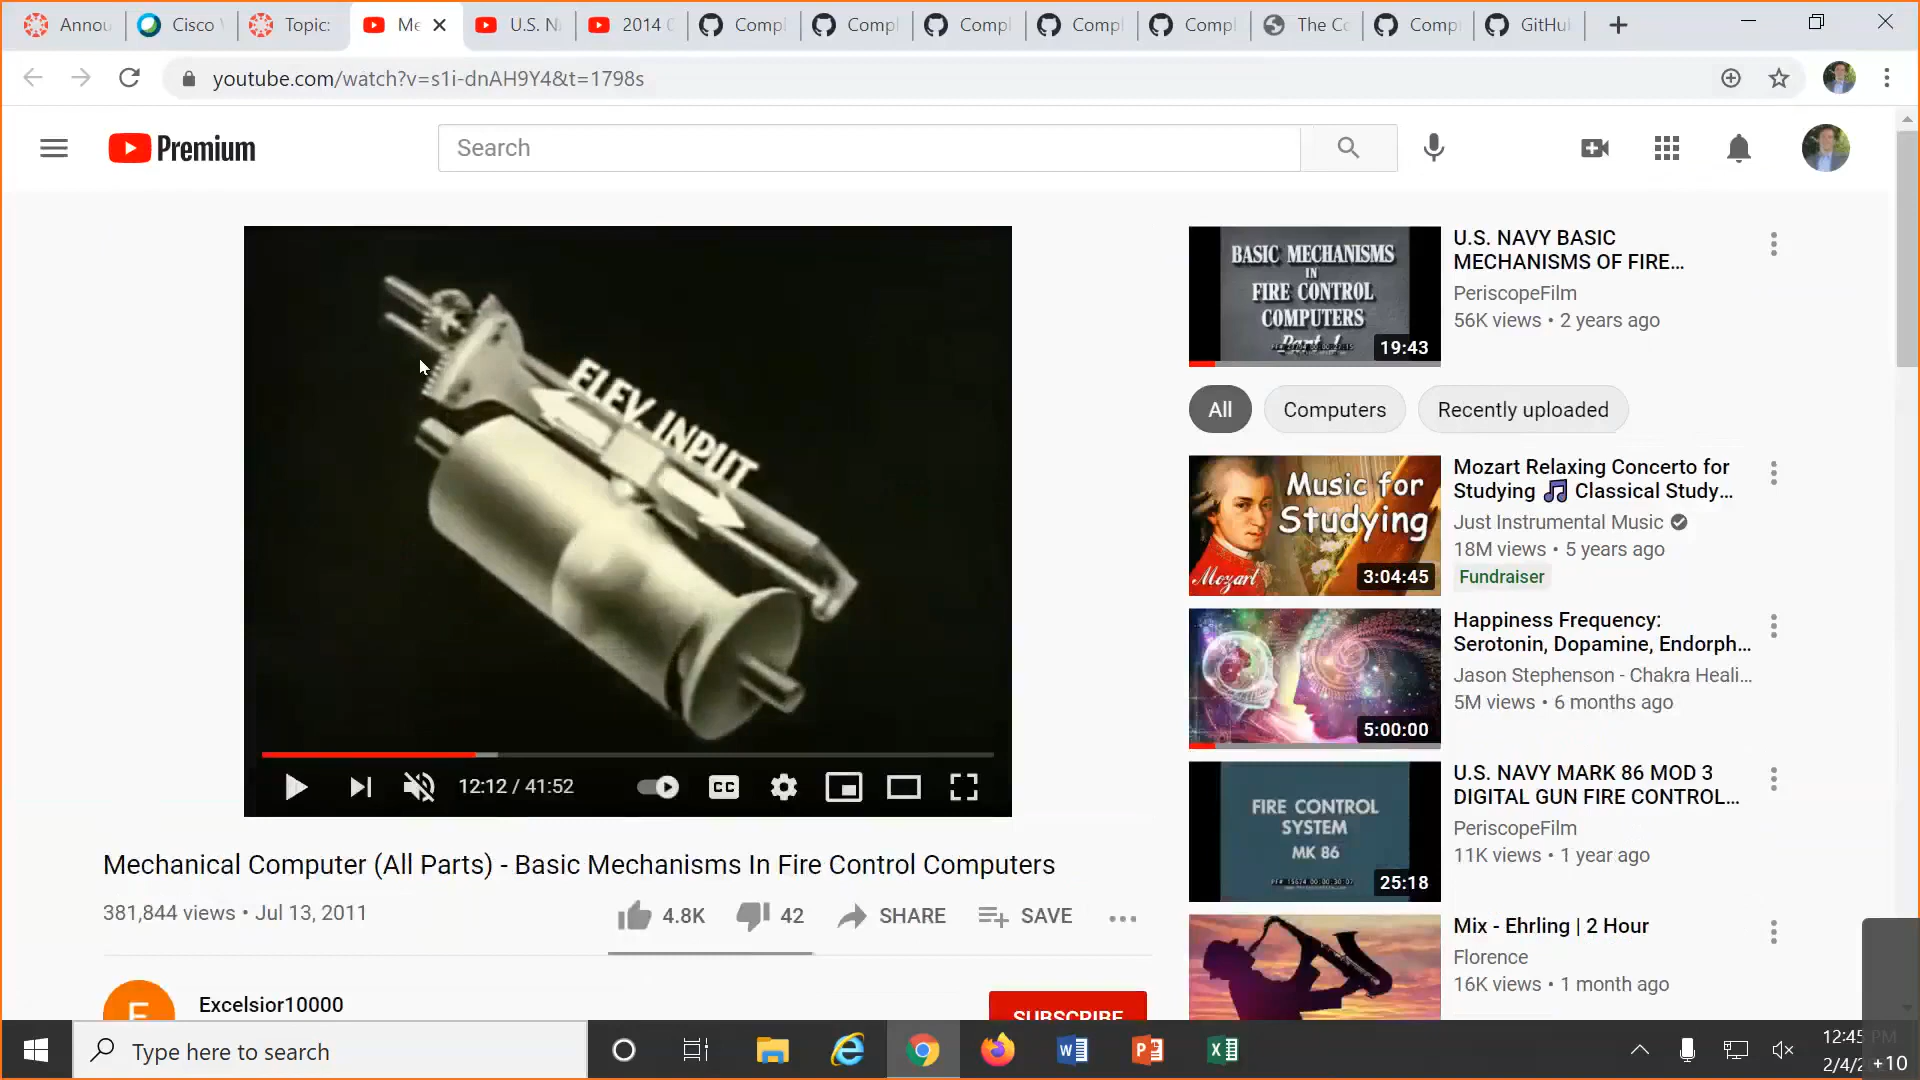 Annou
Cisco
Topic:
Me
U.S. N
2014
Compl
Compl
Compl
Compl
Compl
The Co
Comp
GitHu
youtube.com/watch?v=s1i-dnAH9Y4&t=1798s
Premium
Search
ELEV. INPUT
12:12 / 41:52
CC
Mechanical Computer (All Parts) - Basic Mechanisms In Fire Control Computers
381,844 views • Jul 13, 2011
4.8K
42
SHARE
SAVE
E
Excelsior10000
SUBSCRIBE
BASIC MECHANISMS
IN
FIRE CONTROL
COMPUTERS
Part 1
19:43
U.S. NAVY BASIC
MECHANISMS OF FIRE...
PeriscopeFilm
56K views • 2 years ago
All
Computers
Recently uploaded
Music for
Studying
Mozart
3:04:45
Mozart Relaxing Concerto for
Studying 🎵 Classical Study...
Just Instrumental Music
18M views • 5 years ago
Fundraiser
5:00:00
Happiness Frequency:
Serotonin, Dopamine, Endorph...
Jason Stephenson - Chakra Heali...
5M views • 6 months ago
FIRE CONTROL
SYSTEM
MK 86
25:18
U.S. NAVY MARK 86 MOD 3
DIGITAL GUN FIRE CONTROL...
PeriscopeFilm
11K views • 1 year ago
Mix - Ehrling | 2 Hour
Florence
16K views • 1 month ago
Type here to search
12:45 PM
2/4/2
+10